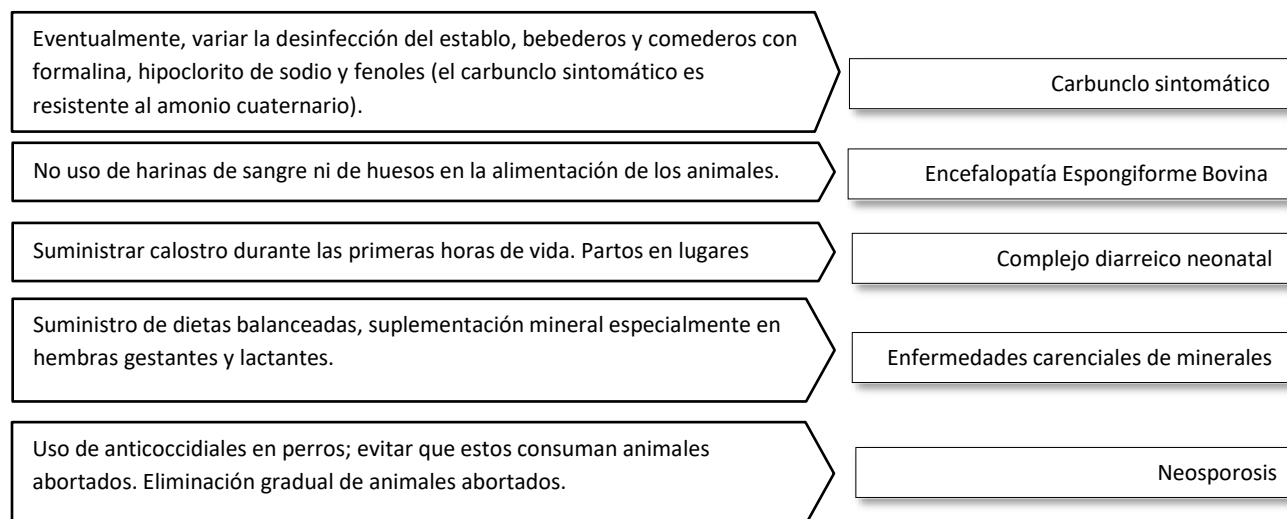 Eventualmente, variar la desinfección del establo, bebederos y comederos con
formalina, hipoclorito de sodio y fenoles (el carbunclo sintomático es
resistente al amonio cuaternario).
Carbunclo sintomático
No uso de harinas de sangre ni de huesos en la alimentación de los animales.
Encefalopatía Espongiforme Bovina
Suministrar calostro durante las primeras horas de vida. Partos en lugares
Complejo diarreico neonatal
Suministro de dietas balanceadas, suplementación mineral especialmente en
hembras gestantes y lactantes.
Enfermedades carenciales de minerales
Uso de anticoccidiales en perros; evitar que estos consuman animales
abortados. Eliminación gradual de animales abortados.
Neosporosis